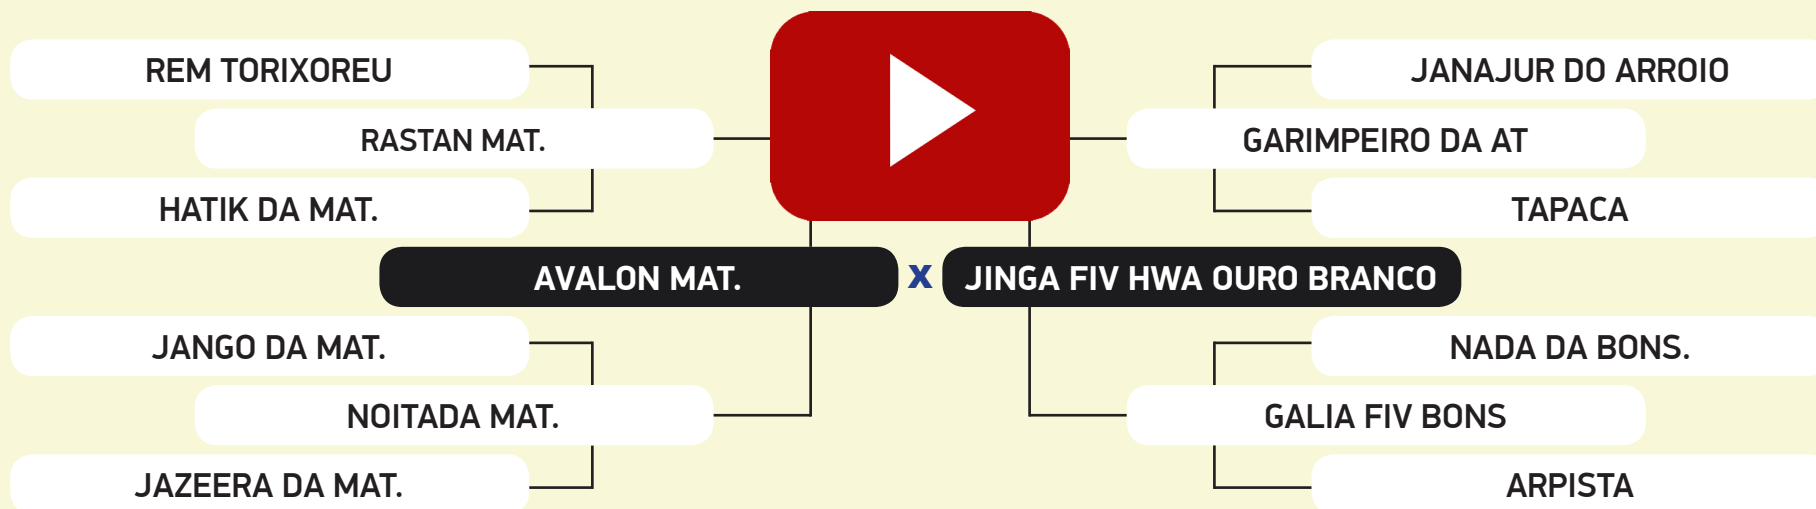 REM TORIXOREU
JANAJUR DO ARROIO
RASTAN MAT.
GARIMPEIRO DA AT
HATIK DA MAT.
TAPACA
AVALON MAT. X JINGA FIV HWA OURO BRANCO
JANGO DA MAT.
NADA DA BONS.
NOITADA MAT.
GALIA FIV BONS
JAZEERA DA MAT.
ARPISTA